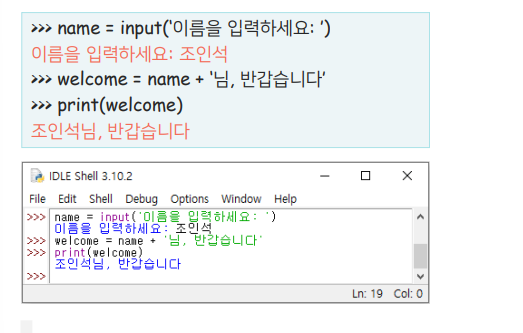 >>> name = input('이름을 입력하세요: ')
이름을 입력하세요: 조인석
>>> welcome = name + '님, 반갑습니다'
>>> print(welcome)
조인석님, 반갑습니다
IDLE Shell 3.10.2
File Edit Shell Debug Options Window Help
>>> name = input('이름을 입력하세요: ')
이름을 입력하세요: 조인석
>>> welcome = name + '님, 반갑습니다'
>>> print(welcome)
조인석님, 반갑습니다
>>>
Ln: 19 Col: 0